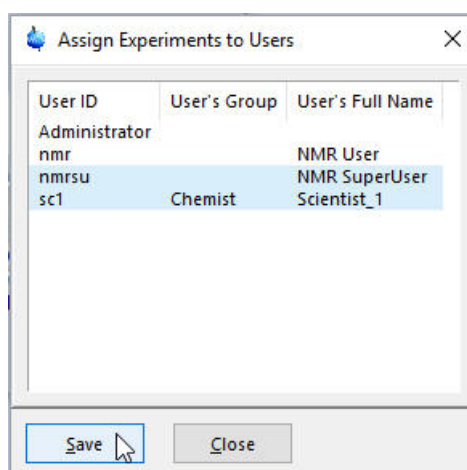 Assign Experiments to Users
User ID User's Group User's Full Name
Administrator
nmr NMR User
nmrsu NMR SuperUser
sc1 Chemist Scientist_1
Save Close